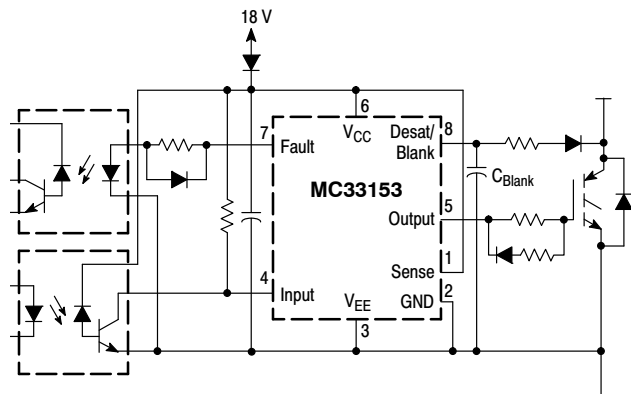 18 V
6
VCC
Desat/
Blank
8
7
Fault
CBlank
MC33153
5
Output
1
Sense
4
Input
VEE
2
GND
3